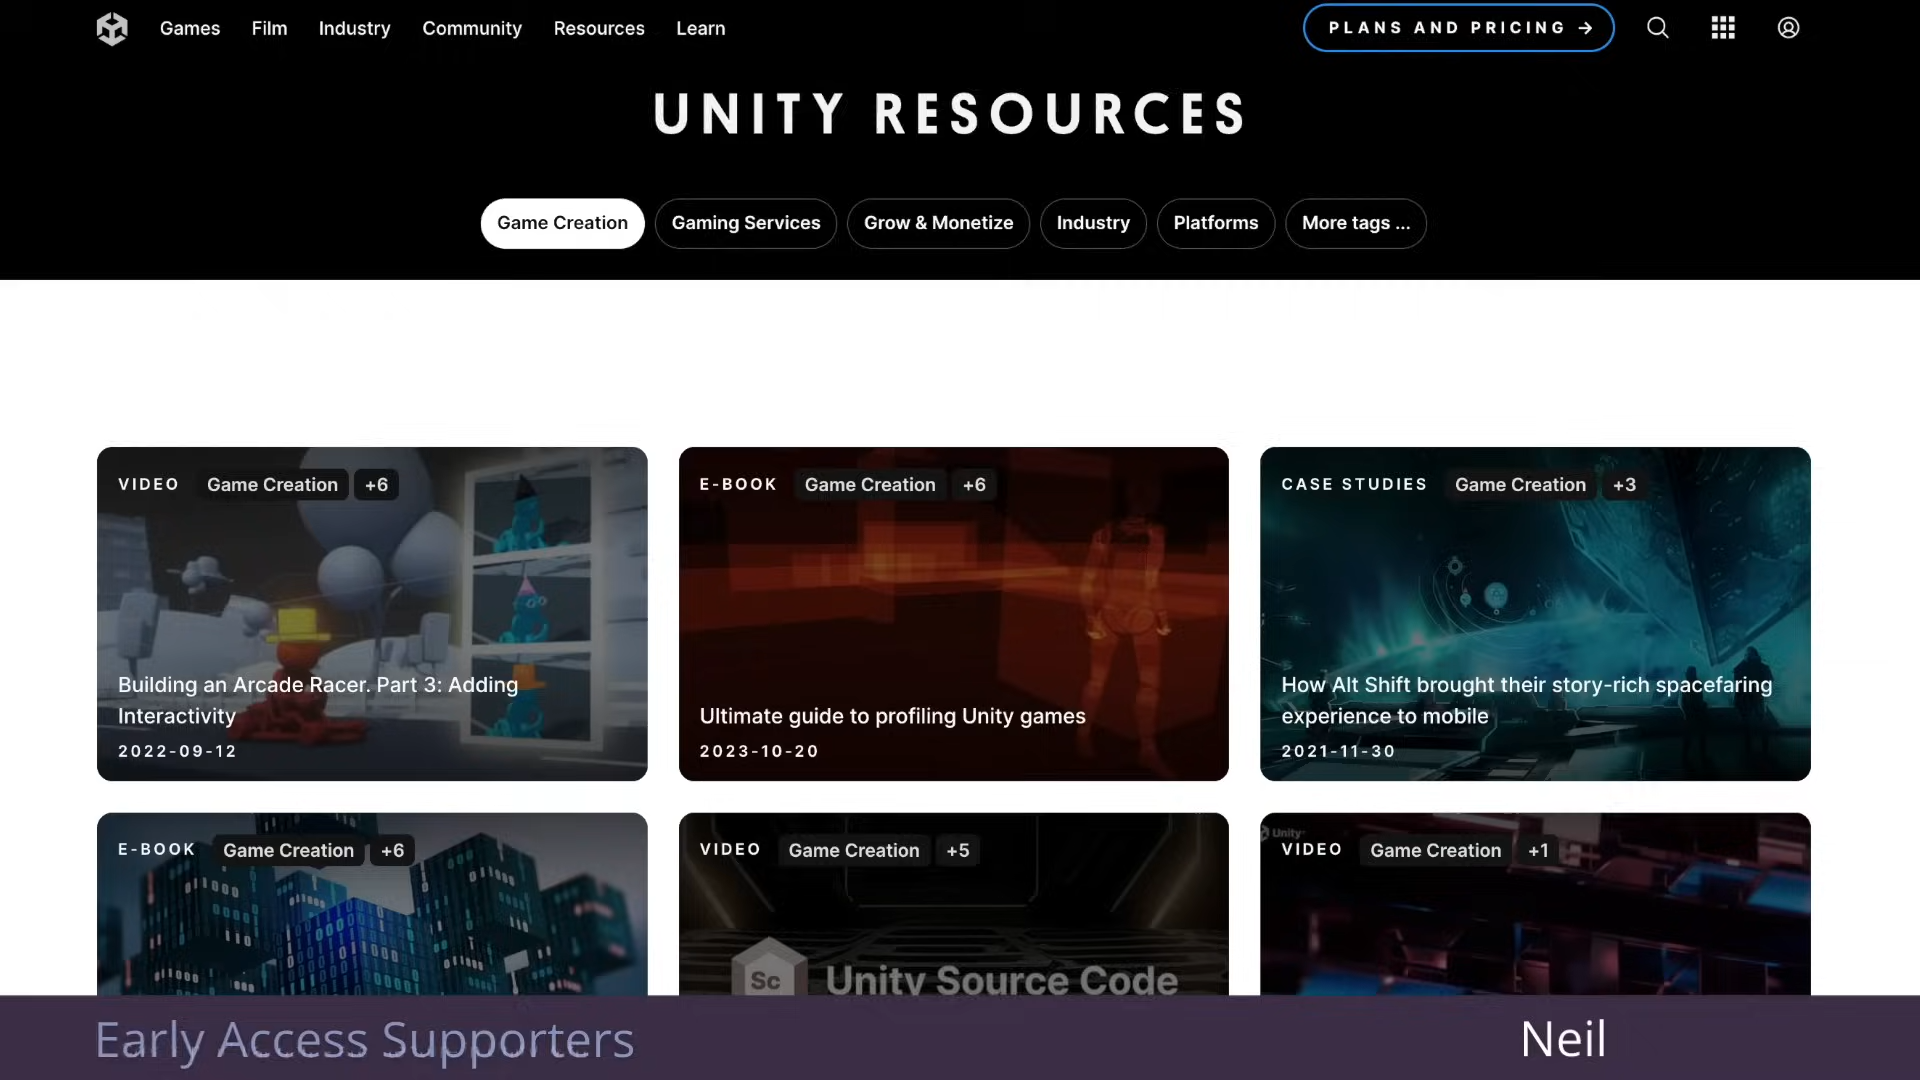 Games Film Industry Community Resources Learn
PLANS AND PRICING →
UNITY RESOURCES
Game Creation Gaming Services Grow & Monetize Industry Platforms More tags ...
VIDEO Game Creation +6
Building an Arcade Racer. Part 3: Adding
Interactivity
2022-09-12
E-BOOK Game Creation +6
Ultimate guide to profiling Unity games
2023-10-20
CASE STUDIES Game Creation +3
How Alt Shift brought their story-rich spacefaring
experience to mobile
2021-11-30
E-BOOK Game Creation +6
VIDEO Game Creation +5
Sc Unity Source Code
Unity
VIDEO Game Creation +1
Early Access Supporters
Neil